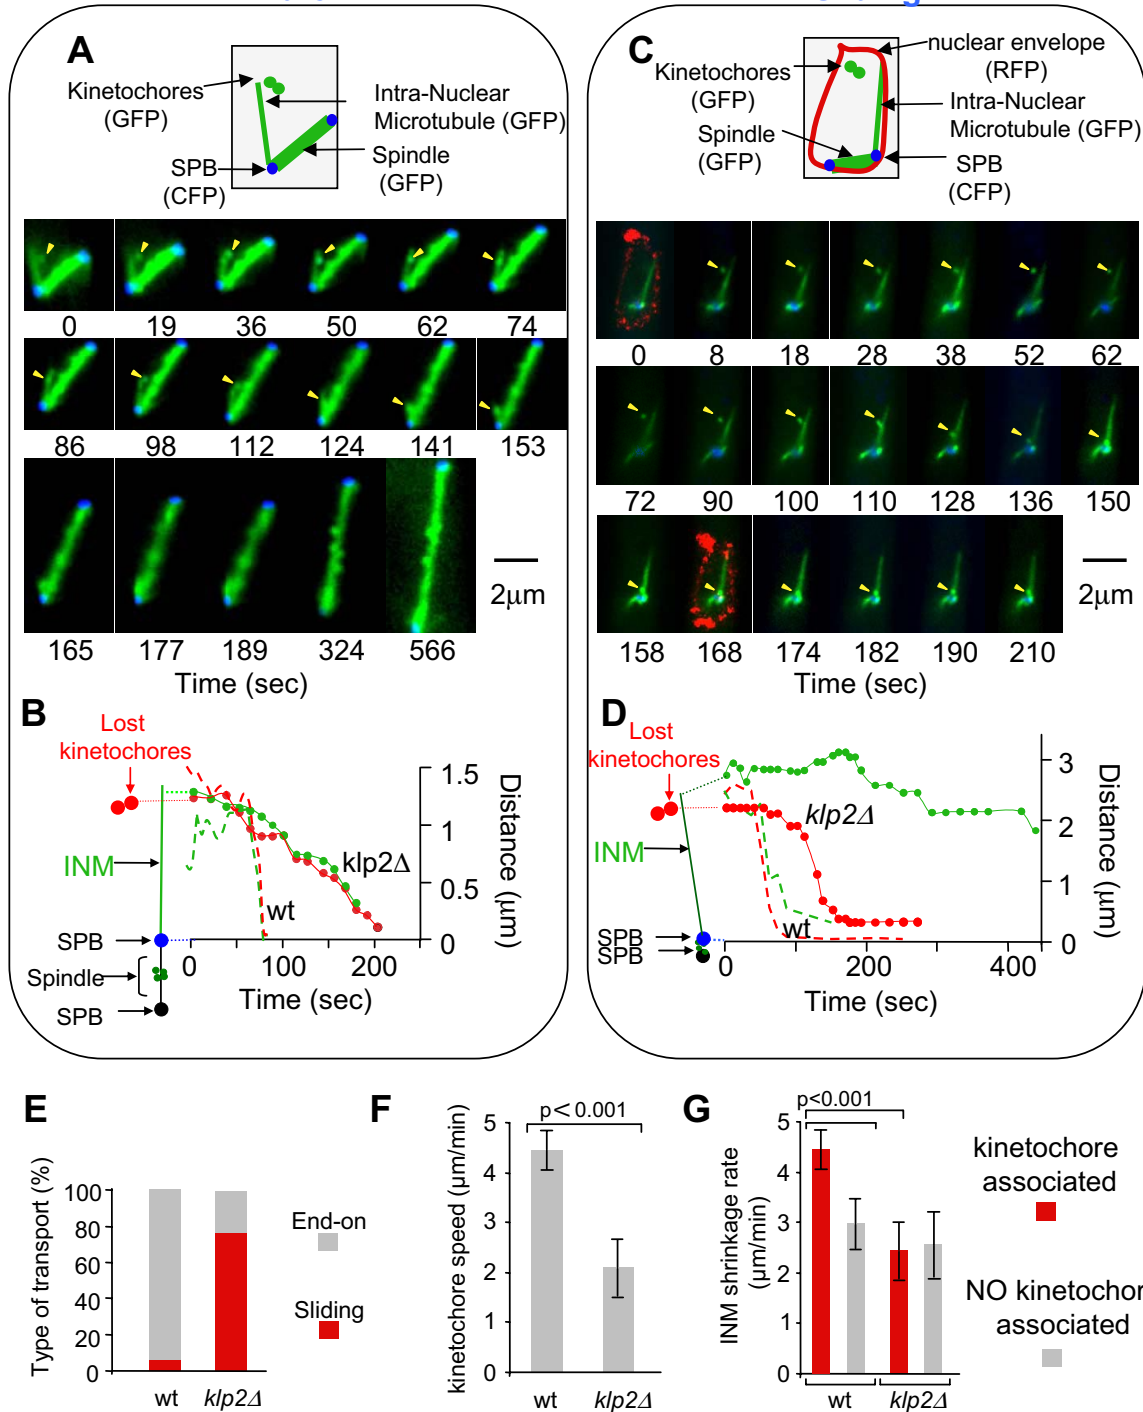 A
Kinetochores
(GFP)
Intra-Nuclear
Microtubule (GFP)
Spindle
(GFP)
SPB
(CFP)
0 19 36 50 62 74
86 98 112 124 141 153
165 177 189 324 566
2μm
Time (sec)
B
Lost
kinetochores
INM
SPB
Spindle
SPB
klp2Δ
wt
1.5
1
0.5
0
Distance (μm)
0 100 200
Time (sec)
C
nuclear envelope
(RFP)
Kinetochores
(GFP)
Intra-Nuclear
Microtubule (GFP)
Spindle
(GFP)
SPB
(CFP)
0 8 18 28 38 52 62
72 90 100 110 128 136 150
158 168 174 182 190 210
2μm
Time (sec)
D
Lost
kinetochores
INM
SPB
SPB
klp2Δ
wt
3
2
1
0
Distance (μm)
0 200 400
Time (sec)
E
Type of transport (%)
100
80
60
40
20
0
wt klp2Δ
End-on
Sliding
F
kinetochore speed (μm/min)
p<0.001
5
4
3
2
1
0
wt klp2Δ
G
INM shrinkage rate
(μm/min)
p<0.001
5
4
3
2
1
0
wt klp2Δ
kinetochore
associated
NO kinetochor
associated